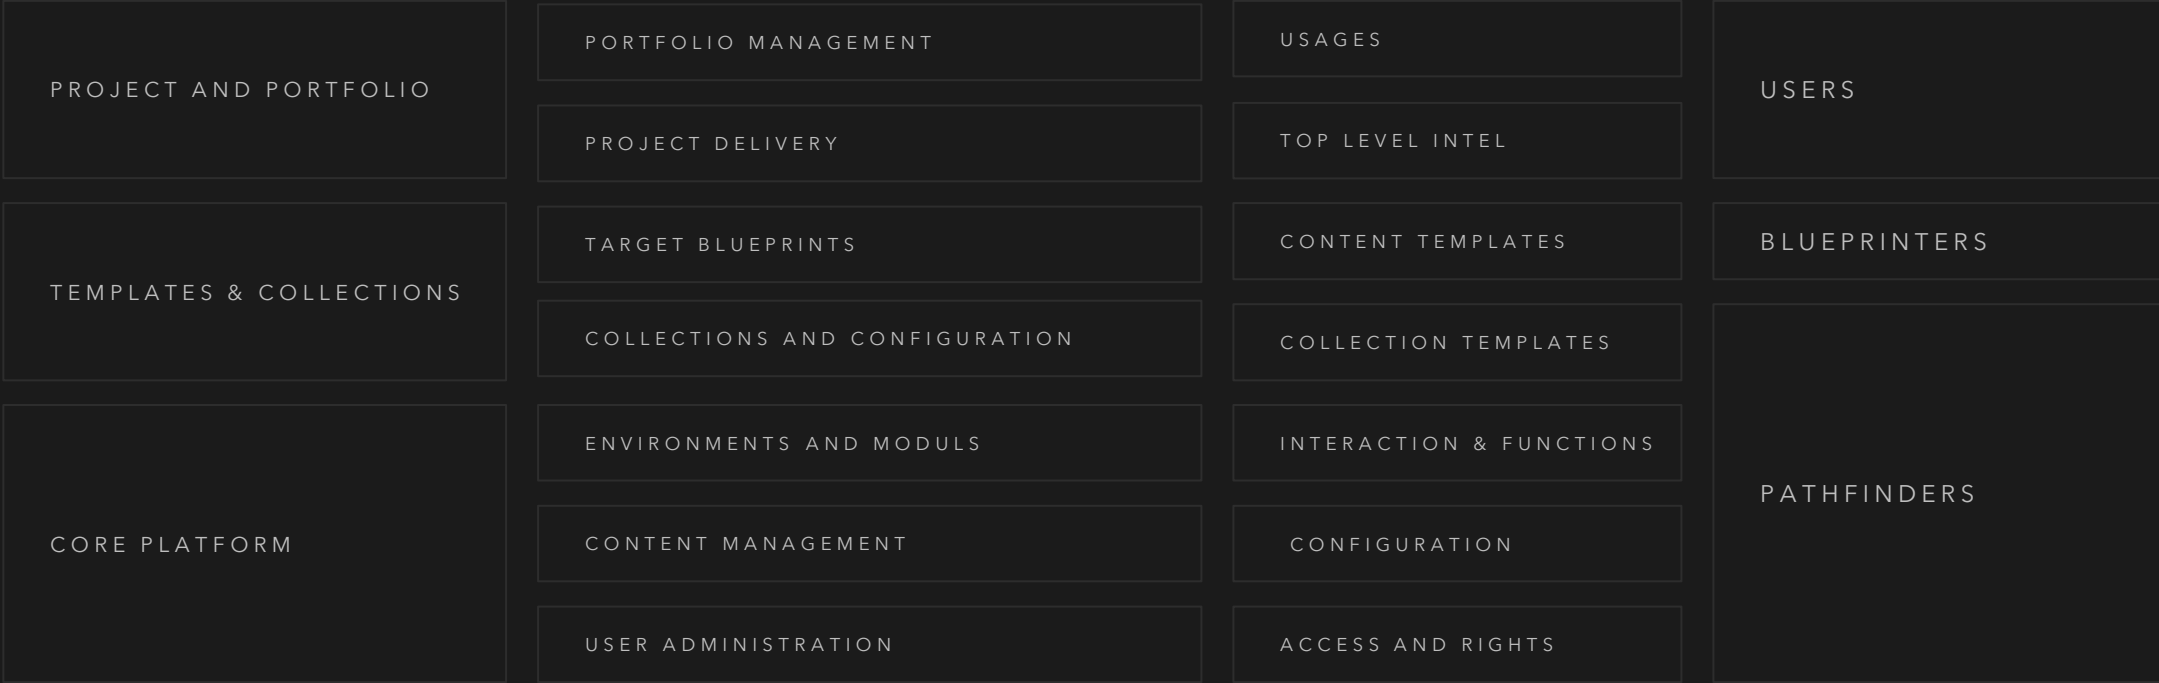 PROJECT AND PORTFOLIO
PORTFOLIO MANAGEMENT
USAGES
USERS
PROJECT DELIVERY
TOP LEVEL INTEL
TEMPLATES & COLLECTIONS
TARGET BLUEPRINTS
CONTENT TEMPLATES
BLUEPRINTERS
COLLECTIONS AND CONFIGURATION
COLLECTION TEMPLATES
CORE PLATFORM
ENVIRONMENTS AND MODULS
INTERACTION & FUNCTIONS
PATHFINDERS
CONTENT MANAGEMENT
CONFIGURATION
USER ADMINISTRATION
ACCESS AND RIGHTS